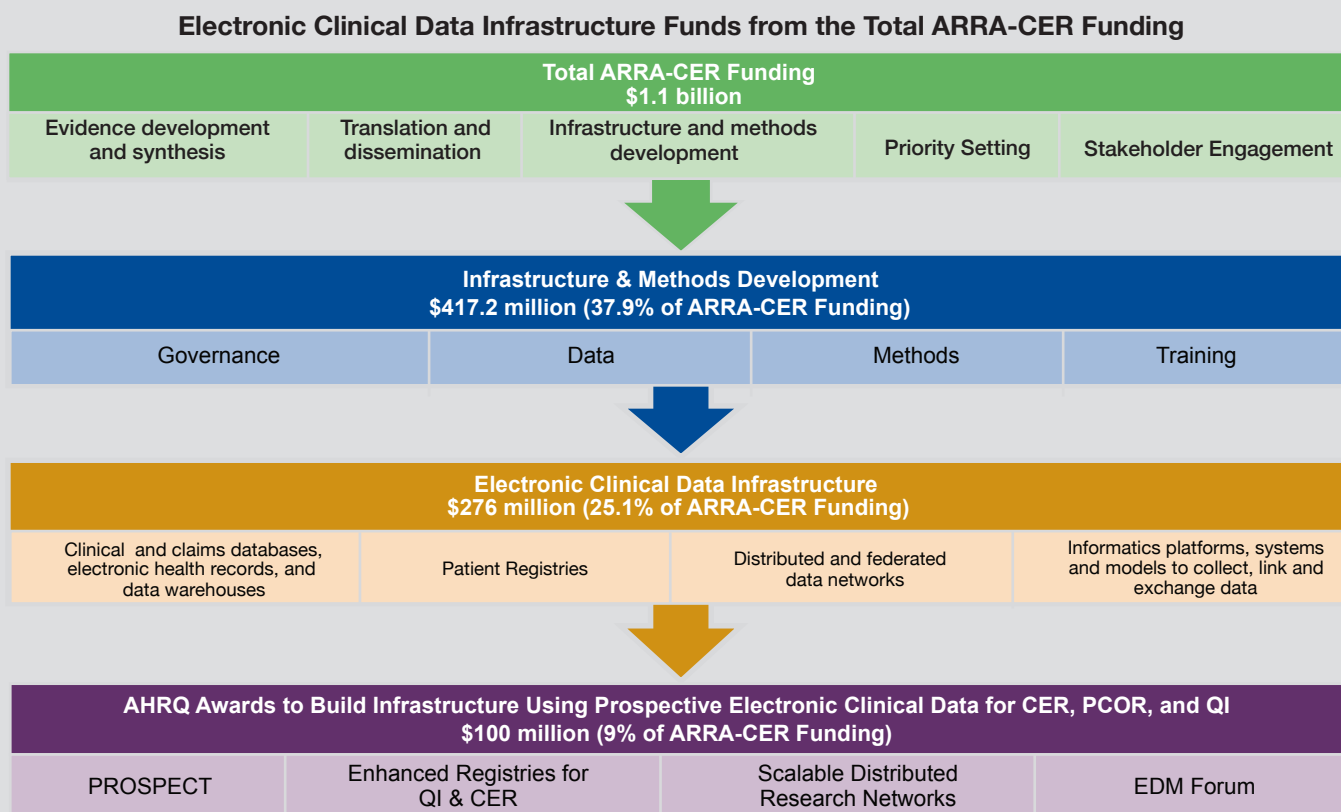 Electronic Clinical Data Infrastructure Funds from the Total ARRA-CER Funding
Total ARRA-CER Funding
$1.1 billion
Evidence development
and synthesis
Translation and
dissemination
Infrastructure and methods
development
Priority Setting
Stakeholder Engagement
Infrastructure & Methods Development
$417.2 million (37.9% of ARRA-CER Funding)
Governance
Data
Methods
Training
Electronic Clinical Data Infrastructure
$276 million (25.1% of ARRA-CER Funding)
Clinical and claims databases,
electronic health records, and
data warehouses
Patient Registries
Distributed and federated
data networks
Informatics platforms, systems
and models to collect, link and
exchange data
AHRQ Awards to Build Infrastructure Using Prospective Electronic Clinical Data for CER, PCOR, and QI
$100 million (9% of ARRA-CER Funding)
PROSPECT
Enhanced Registries for
QI & CER
Scalable Distributed
Research Networks
EDM Forum